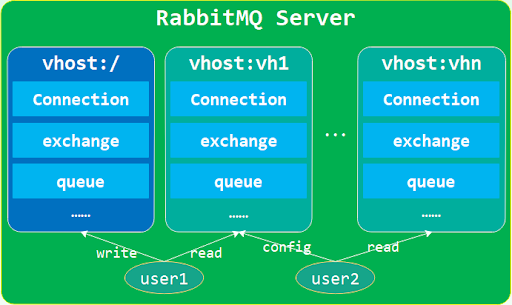 RabbitMQ Server
vhost:/ vhost:vh1 vhost:vhn
Connection Connection Connection
exchange exchange ... exchange
queue queue queue
…… …… ……
write read config read
user1 user2